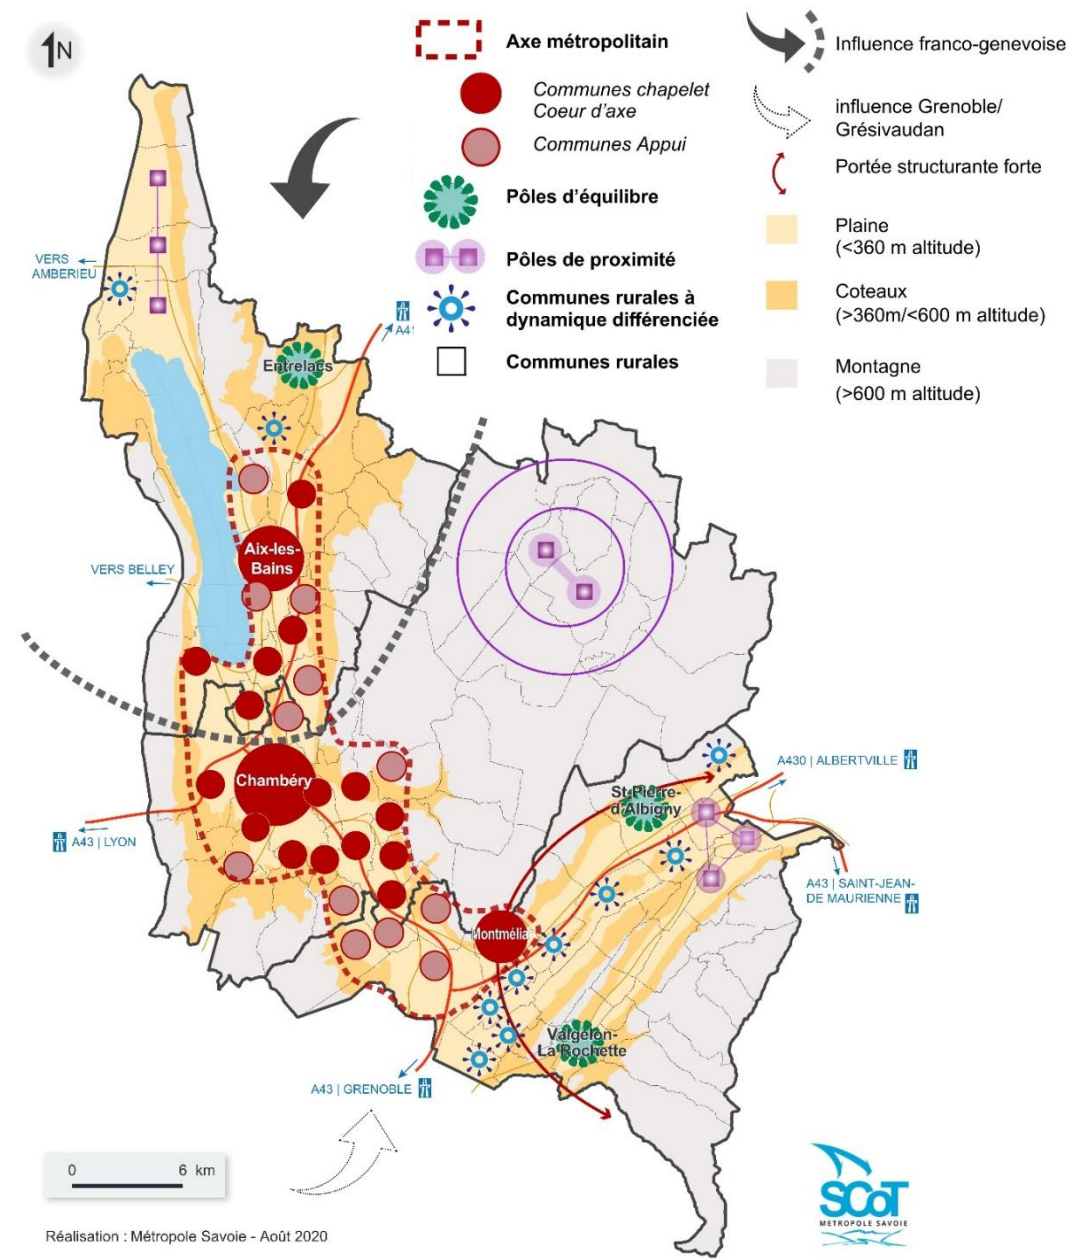 N
Axe métropolitain
Communes chapelet
Coeur d'axe
Communes Appui
Pôles d'équilibre
Pôles de proximité
Communes rurales à
dynamique différenciée
Communes rurales
Influence franco-genevoise
influence Grenoble/
Grésivaudan
Portée structurante forte
Plaine
(<360 m altitude)
Coteaux
(>360m/<600 m altitude)
Montagne
(>600 m altitude)
VERS
AMBERIEU
A41
Entrelacs
Aix-les-
Bains
VERS BELLEY
Chambéry
A43 | LYON
St-Pierre-
d'Albigny
A430 | ALBERTVILLE
A43 | SAINT-JEAN-
DE MAURIENNE
Montmélia
Valgelon-
La Rochette
A43 | GRENOBLE
0 6 km
Réalisation : Métropole Savoie - Août 2020
SCOT
METROPOLE SAVOIE